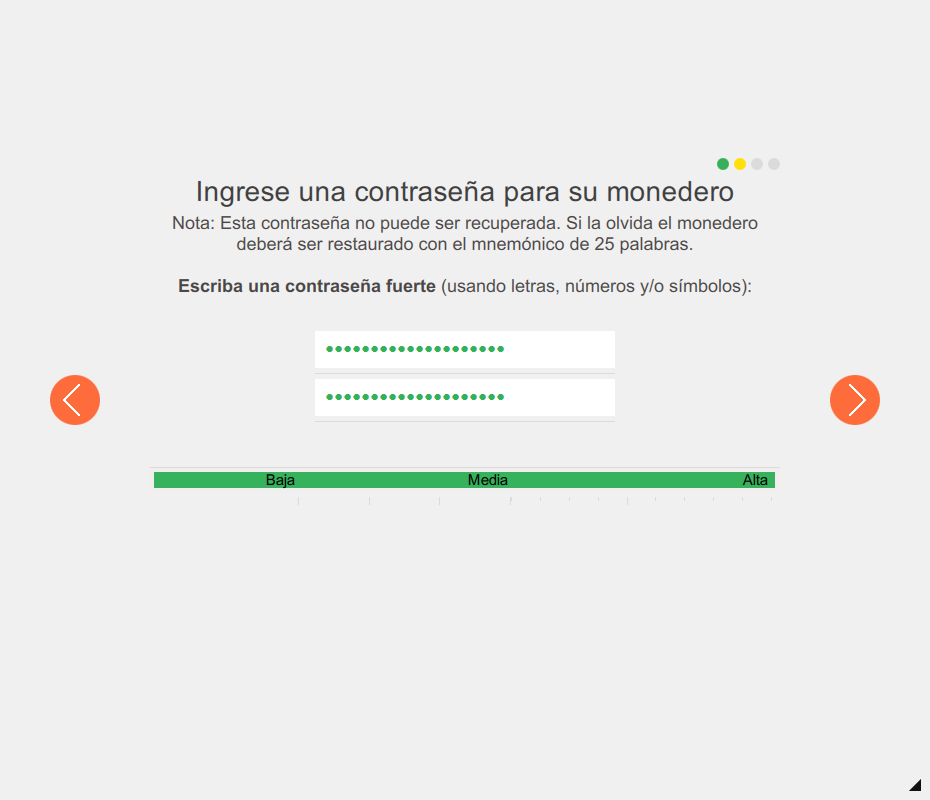 Ingrese una contraseña para su monedero
Nota: Esta contraseña no puede ser recuperada. Si la olvida el monedero
deberá ser restaurado con el mnemónico de 25 palabras.
Escriba una contraseña fuerte (usando letras, números y/o símbolos):
Baja Media Alta